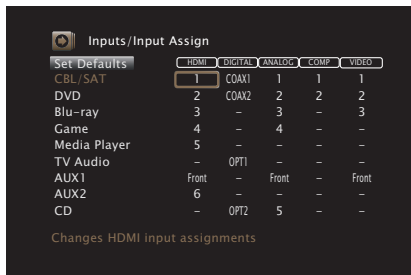 Inputs/Input Assign
Set Defaults HDMI DIGITAL ANALOG COMP VIDEO
CBL/SAT 1 COAX1 1 1 1
DVD 2 COAX2 2 2 2
Blu-ray 3 – 3 – 3
Game 4 – 4 – –
Media Player 5 – – – –
TV Audio – OPT1 – – –
AUX1 Front – Front – Front
AUX2 6 – – – –
CD – OPT2 5 – –
Changes HDMI input assignments